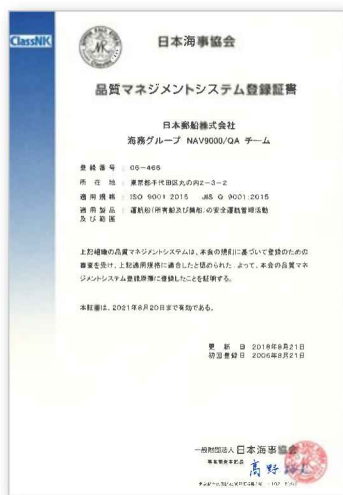 ClassNK
日本海事協会
品質マネジメントシステム登録証書
日本郵船株式会社
海務グループ NAV9000/QA チーム
登録番号 : 06-466
所在地 : 東京都千代田区丸の内2-3-2
適用規格 : ISO 9001:2015 JIS Q 9001:2015
適用製品 : 運航船(所有船及び傭船)の安全運航管理活動
及び範囲
上記組織の品質マネジメントシステムは、本会の規則に基づいて登録のための
審査を受け、上記適用規格に適合したと認められた。よって、本会の品質マネ
ジメントシステム登録原簿に登録したことを証明する。
本証書は、2021年8月20日まで有効である。
更新日 2018年8月21日
初回登録日 2006年8月21日
一般財団法人 日本海事協会
高野